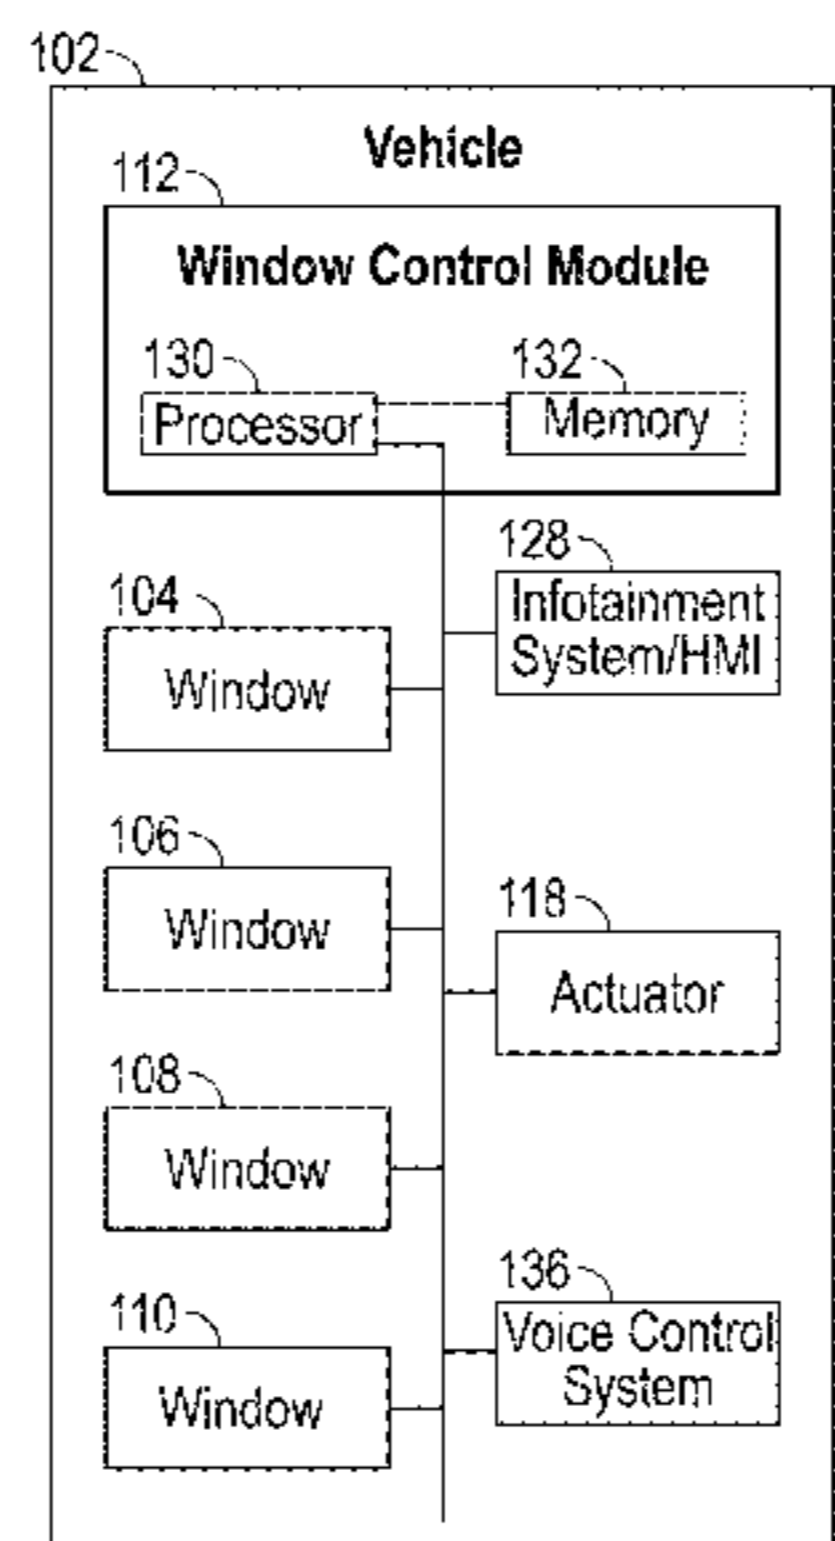 102
Vehicle
112
Window Control Module
130
132
Processor
Memory
128
Infotainment
System/HMI
104
Window
106
Window
118
Actuator
108
Window
136
Voice Control
System
110
Window